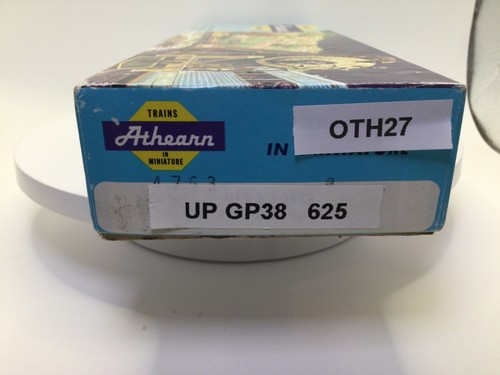 TRAINS
Athearn
IN
MINIATURE
OTH27
IN
UP GP38 625